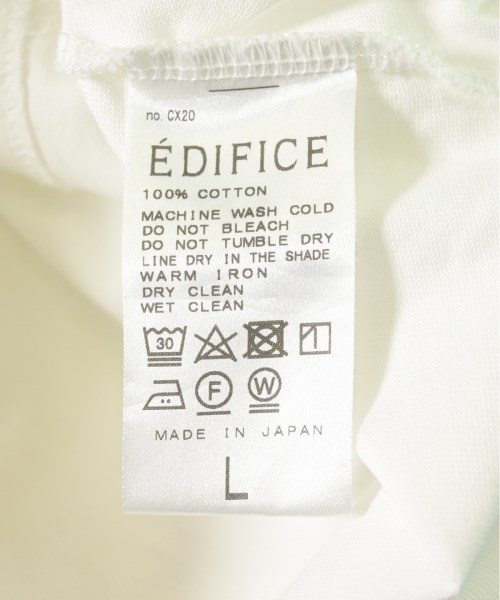 no. CX20
ÉDIFICE
100% COTTON
MACHINE WASH COLD
DO NOT BLEACH
DO NOT TUMBLE DRY
LINE DRY IN THE SHADE
WARM IRON
DRY CLEAN
WET CLEAN
30
F W
MADE IN JAPAN
L